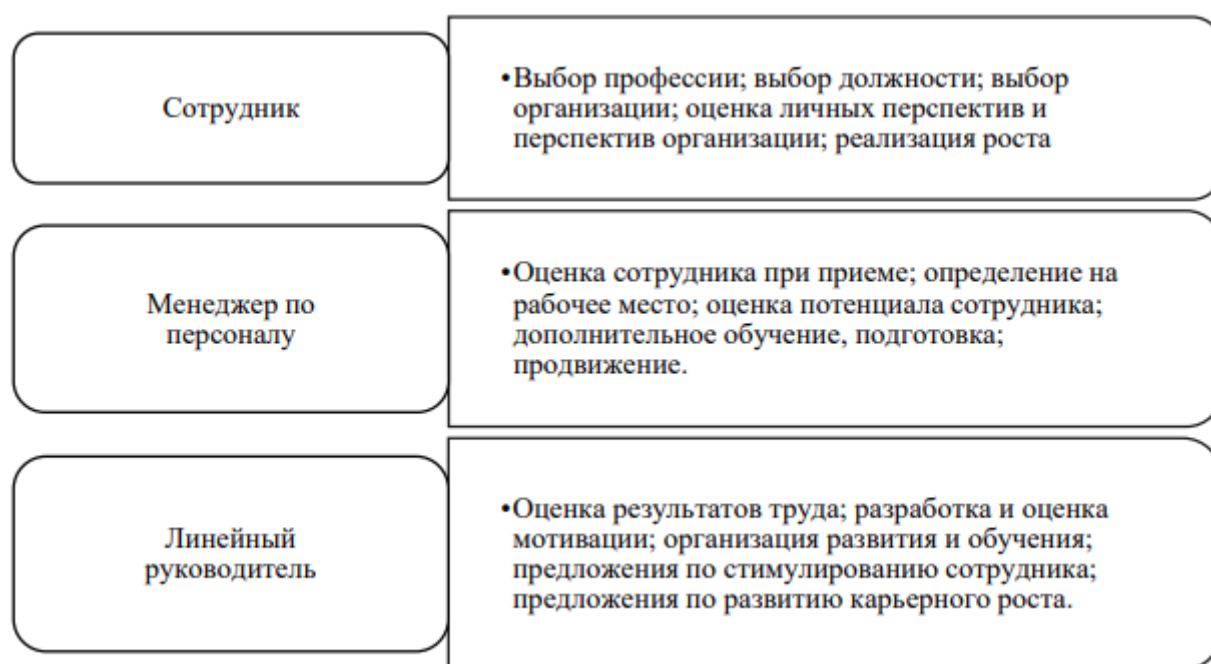 Сотрудник
•Выбор профессии; выбор должности; выбор
организации; оценка личных перспектив и
перспектив организации; реализация роста
Менеджер по
персоналу
•Оценка сотрудника при приеме; определение на
рабочее место; оценка потенциала сотрудника;
дополнительное обучение, подготовка;
продвижение.
Линейный
руководитель
•Оценка результатов труда; разработка и оценка
мотивации; организация развития и обучения;
предложения по стимулированию сотрудника;
предложения по развитию карьерного роста.